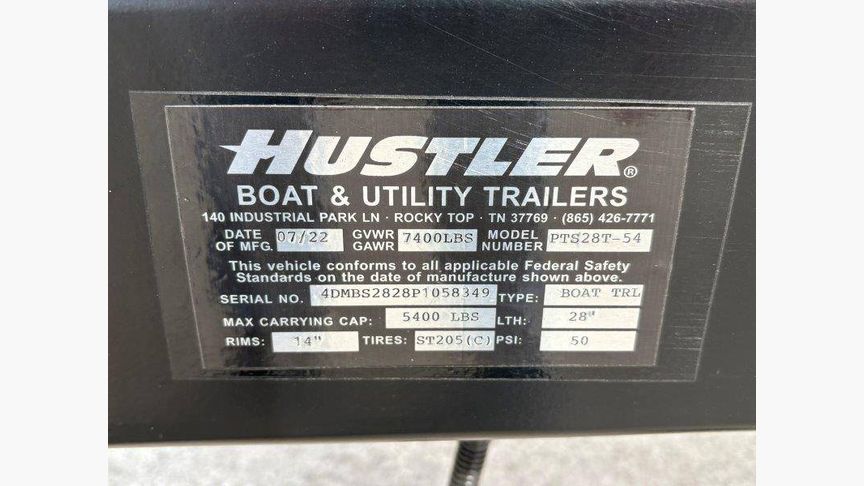 HUSTLER®
BOAT & UTILITY TRAILERS
140 INDUSTRIAL PARK LN · ROCKY TOP · TN 37769 · (865) 426-7771
DATE OF MFG. 07/22 GVWR GAWR 7400LBS MODEL NUMBER PTS28T-54
This vehicle conforms to all applicable Federal Safety
Standards on the date of manufacture shown above.
SERIAL NO. 4DMBS2828P1058349 TYPE: BOAT TRL
MAX CARRYING CAP: 5400 LBS LTH: 28"
RIMS: 14" TIRES: ST205(C) PSI: 50